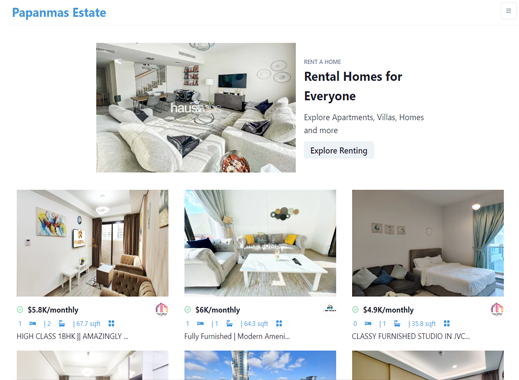 Papanmas Estate
RENT A HOME
Rental Homes for
Everyone
Explore Apartments, Villas, Homes
and more
Explore Renting
haus
$5.8K/monthly
1 | 2 | 67.7 sqft
HIGH CLASS 1BHK || AMAZINGLY ...
$6K/monthly
1 | 1 | 64.3 sqft
Fully Furnished | Modern Ameni...
$4.9K/monthly
0 | 1 | 35.8 sqft
CLASSY FURNISHED STUDIO IN JVC...